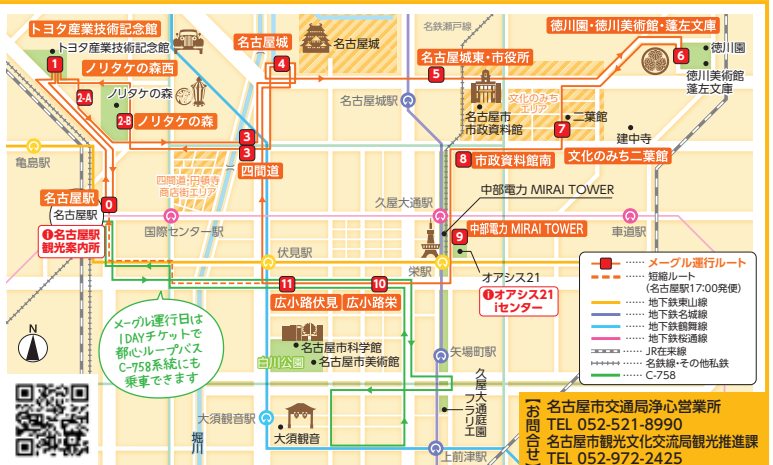 トヨタ産業技術記念館
トヨタ産業技術記念館
1
2-A
ノリタケの森西
ノリタケの森
2-B
ノリタケの森
名古屋城
4
名古屋城
名鉄瀬戸線
名古屋城東・市役所
5
名古屋城駅
名古屋市
市政資料館
文化のみち
エリア
徳川園・徳川美術館・蓬左文庫
6
徳川園
徳川美術館
蓬左文庫
7
二葉館
建中寺
文化のみち二葉館
8
市政資料館南
3
3
四間道
四間道・円頓寺
商店街エリア
亀島駅
名古屋駅
0
名古屋駅
i名古屋駅
観光案内所
国際センター駅
久屋大通駅
中部電力 MIRAI TOWER
車道駅
9
中部電力 MIRAI TOWER
伏見駅
栄駅
オアシス21
iオアシス21
iセンター
11
広小路伏見
10
広小路栄
メーグル運行日は
1DAYチケットで
都心ループバス
C-758系統にも
乗車できます
名古屋市科学館
白川公園
名古屋市美術館
矢場町駅
久屋大通庭園
フラリエ
大須観音駅
大須観音
堀川
上前津駅
N
メーグル運行ルート
短縮ルート
(名古屋駅17:00発便)
地下鉄東山線
地下鉄名城線
地下鉄鶴舞線
地下鉄桜通線
JR在来線
名鉄線・その他私鉄
C-758
【お問合せ】
名古屋市交通局浄心営業所
TEL 052-521-8990
名古屋市観光文化交流局観光推進課
TEL 052-972-2425